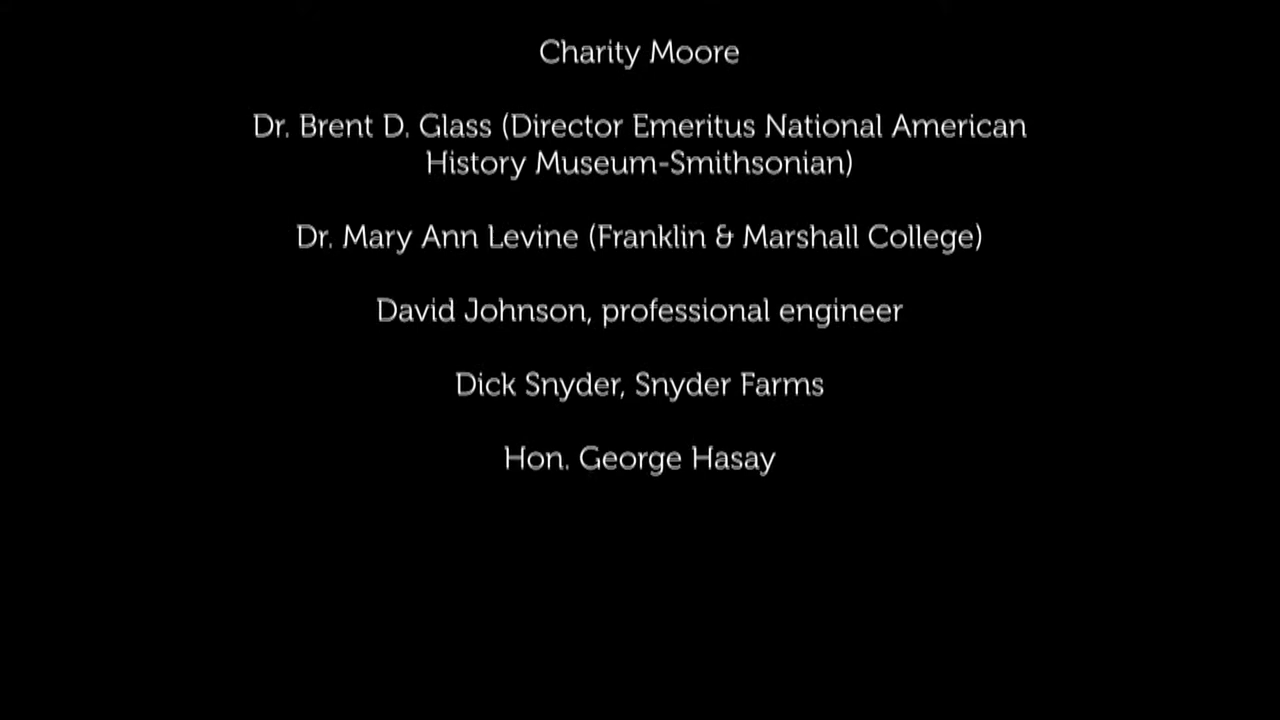 Charity Moore
Dr. Brent D. Glass (Director Emeritus National American
History Museum-Smithsonian)
Dr. Mary Ann Levine (Franklin & Marshall College)
David Johnson, professional engineer
Dick Snyder, Snyder Farms
Hon. George Hasay